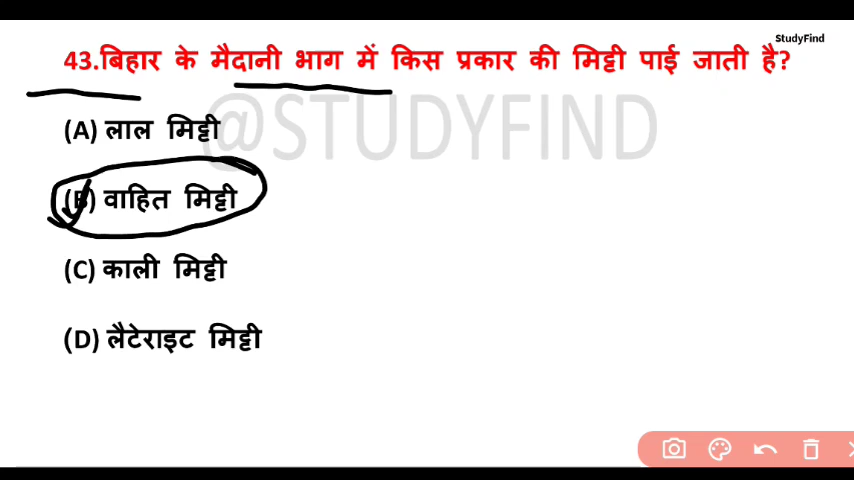 StudyFind
43.बिहार के मैदानी भाग में किस प्रकार की मिट्टी पाई जाती है?
@STUDYFIND
(A) लाल मिट्टी
(B) वाहित मिट्टी
(C) काली मिट्टी
(D) लैटेराइट मिट्टी